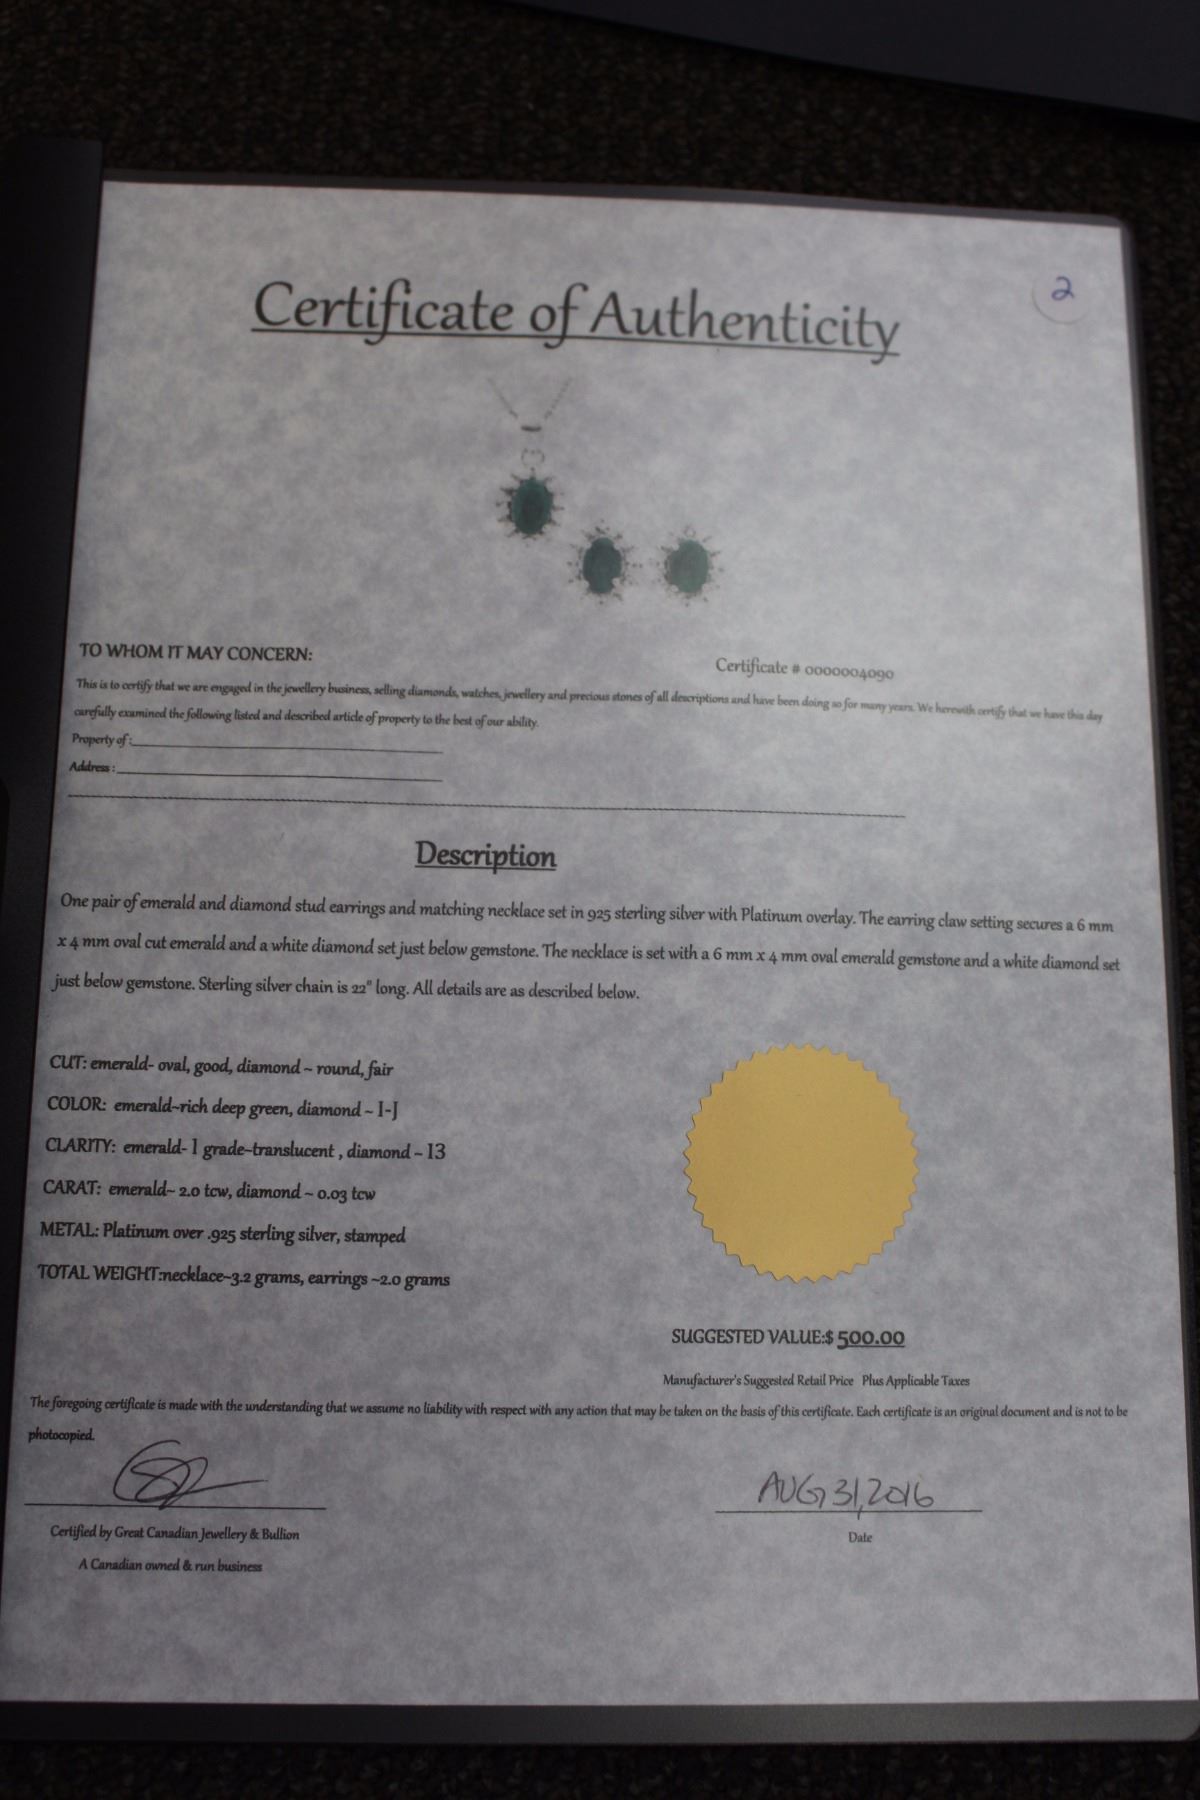 Certificate of Authenticity
2
TO WHOM IT MAY CONCERN:
Certificate # 0000004090
This is to certify that we are engaged in the jewellery business, selling diamonds, watches, jewellery and precious stones of all descriptions and have been doing so for many years. We herewith certify that we have this day
carefully examined the following listed and described article of property to the best of our ability.
Property of:
Address :
Description
One pair of emerald and diamond stud earrings and matching necklace set in 925 sterling silver with Platinum overlay. The earring claw setting secures a 6 mm
x 4 mm oval cut emerald and a white diamond set just below gemstone. The necklace is set with a 6 mm x 4 mm oval emerald gemstone and a white diamond set
just below gemstone. Sterling silver chain is 22" long. All details are as described below.
CUT: emerald- oval, good, diamond ~ round, fair
COLOR: emerald~rich deep green, diamond ~ I-J
CLARITY: emerald- 1 grade~translucent , diamond ~ I3
CARAT: emerald~ 2.0 tcw, diamond ~ 0.03 tcw
METAL: Platinum over .925 sterling silver, stamped
TOTAL WEIGHT:necklace~3.2 grams, earrings ~2.0 grams
SUGGESTED VALUE:$ 500.00
Manufacturer's Suggested Retail Price Plus Applicable Taxes
The foregoing certificate is made with the understanding that we assume no liability with respect with any action that may be taken on the basis of this certificate. Each certificate is an original document and is not to be
photocopied.
AUG 31, 2016
Certified by Great Canadian Jewellery & Bullion
Date
A Canadian owned & run business